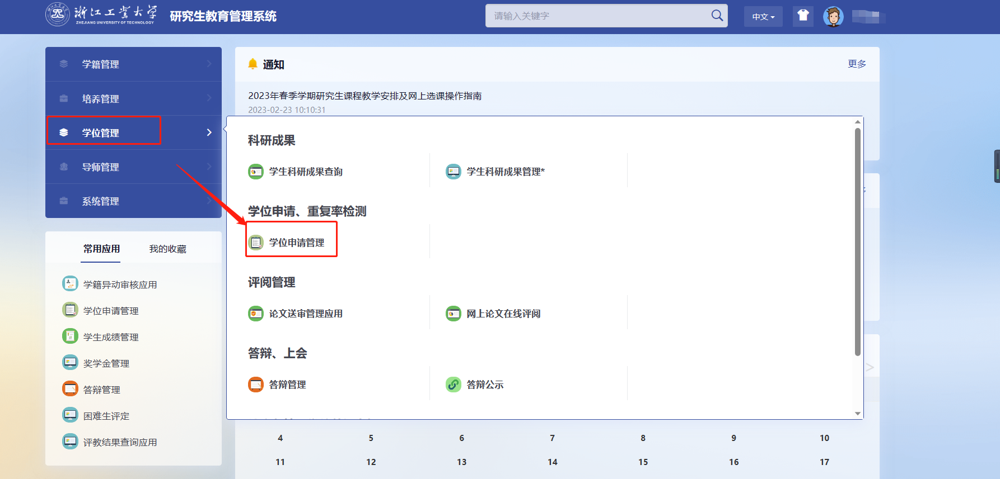 浙江工业大学
ZHEJIANG UNIVERSITY OF TECHNOLOGY
研究生教育管理系统
请输入关键字
中文
学籍管理
培养管理
学位管理
导师管理
系统管理
通知
更多
2023年春季学期研究生课程教学安排及网上选课操作指南
2023-02-23 10:10:31
科研成果
学生科研成果查询
学生科研成果管理*
学位申请、重复率检测
学位申请管理
评阅管理
论文送审管理应用
网上论文在线评阅
答辩、上会
答辩管理
答辩公示
常用应用
我的收藏
学籍异动审核应用
学位申请管理
学生成绩管理
奖学金管理
答辩管理
困难生评定
评教结果查询应用
4 5 6 7 8 9 10
11 12 13 14 15 16 17